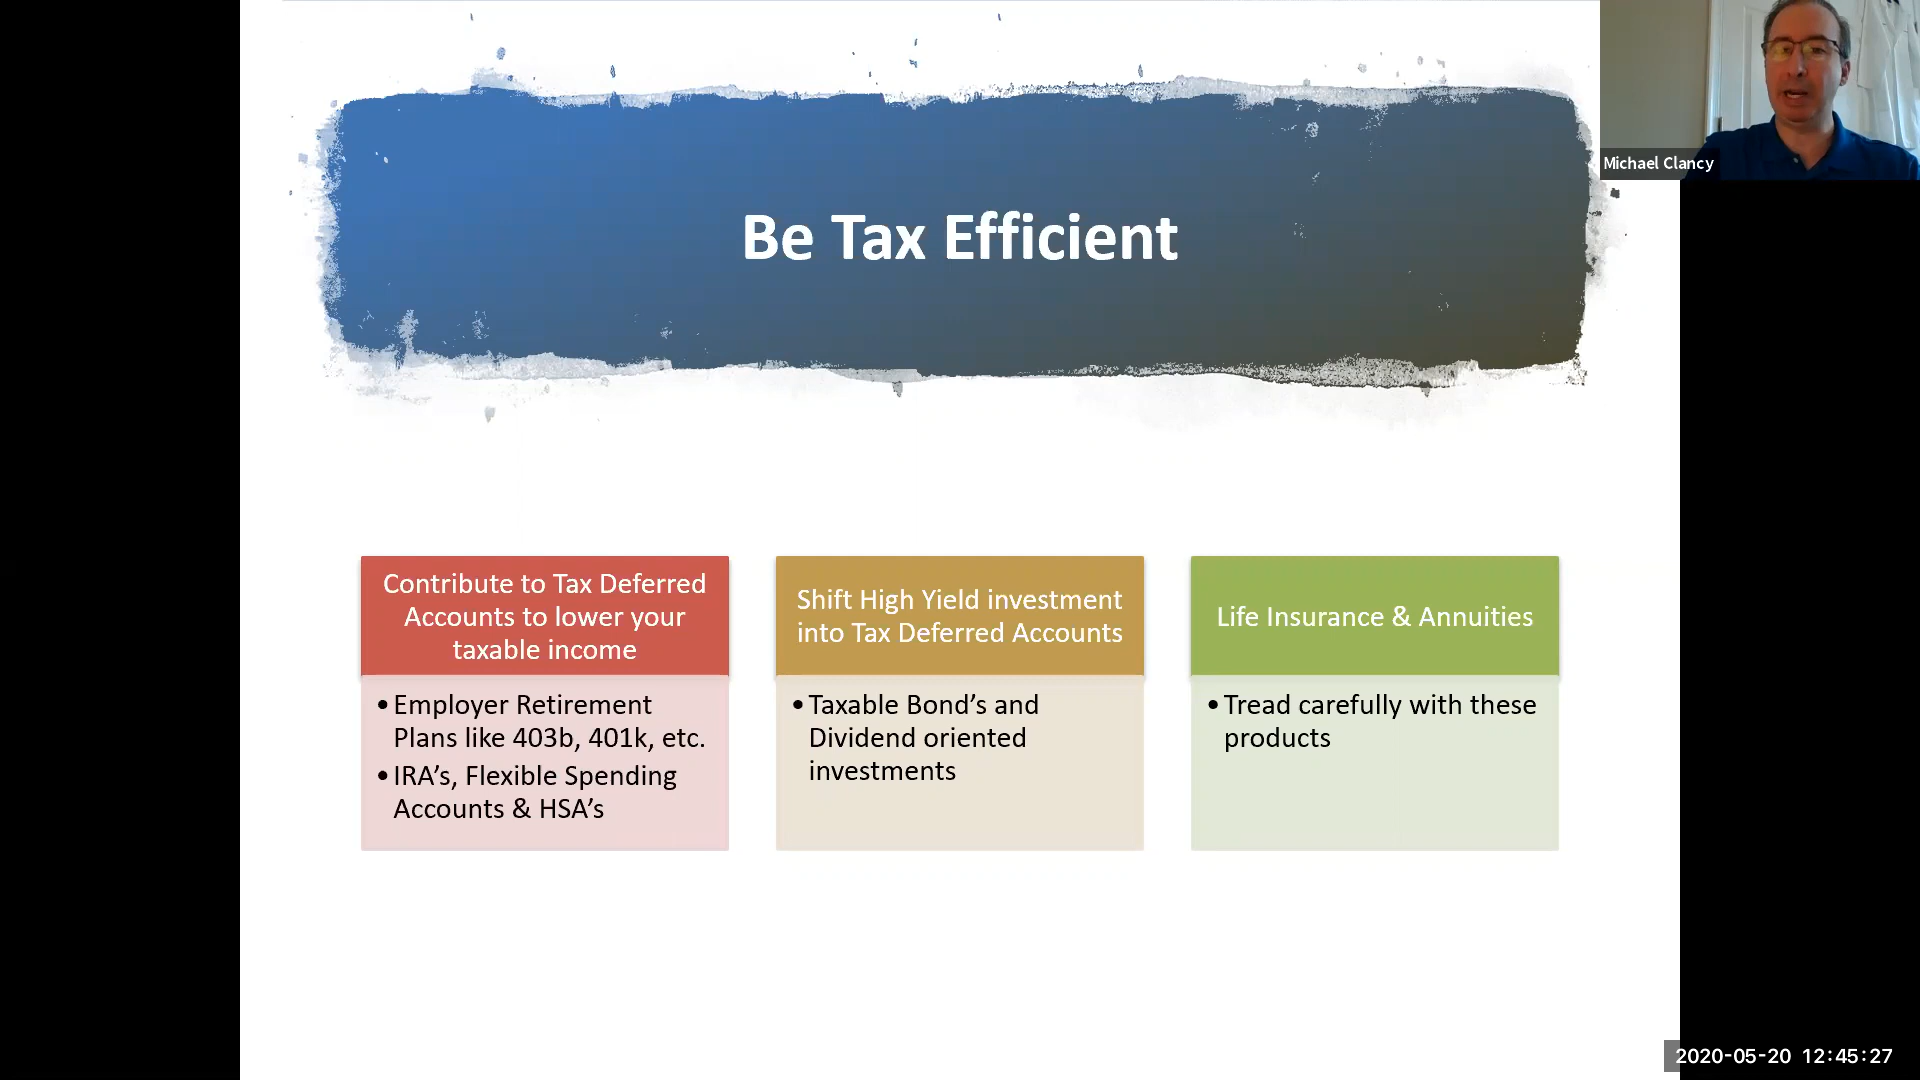 Be Tax Efficient
Michael Clancy
Contribute to Tax Deferred
Accounts to lower your
taxable income
• Employer Retirement
Plans like 403b, 401k, etc.
• IRA’s, Flexible Spending
Accounts & HSA’s
Shift High Yield investment
into Tax Deferred Accounts
• Taxable Bond’s and
Dividend oriented
investments
Life Insurance & Annuities
• Tread carefully with these
products
2020-05-20 12:45:27